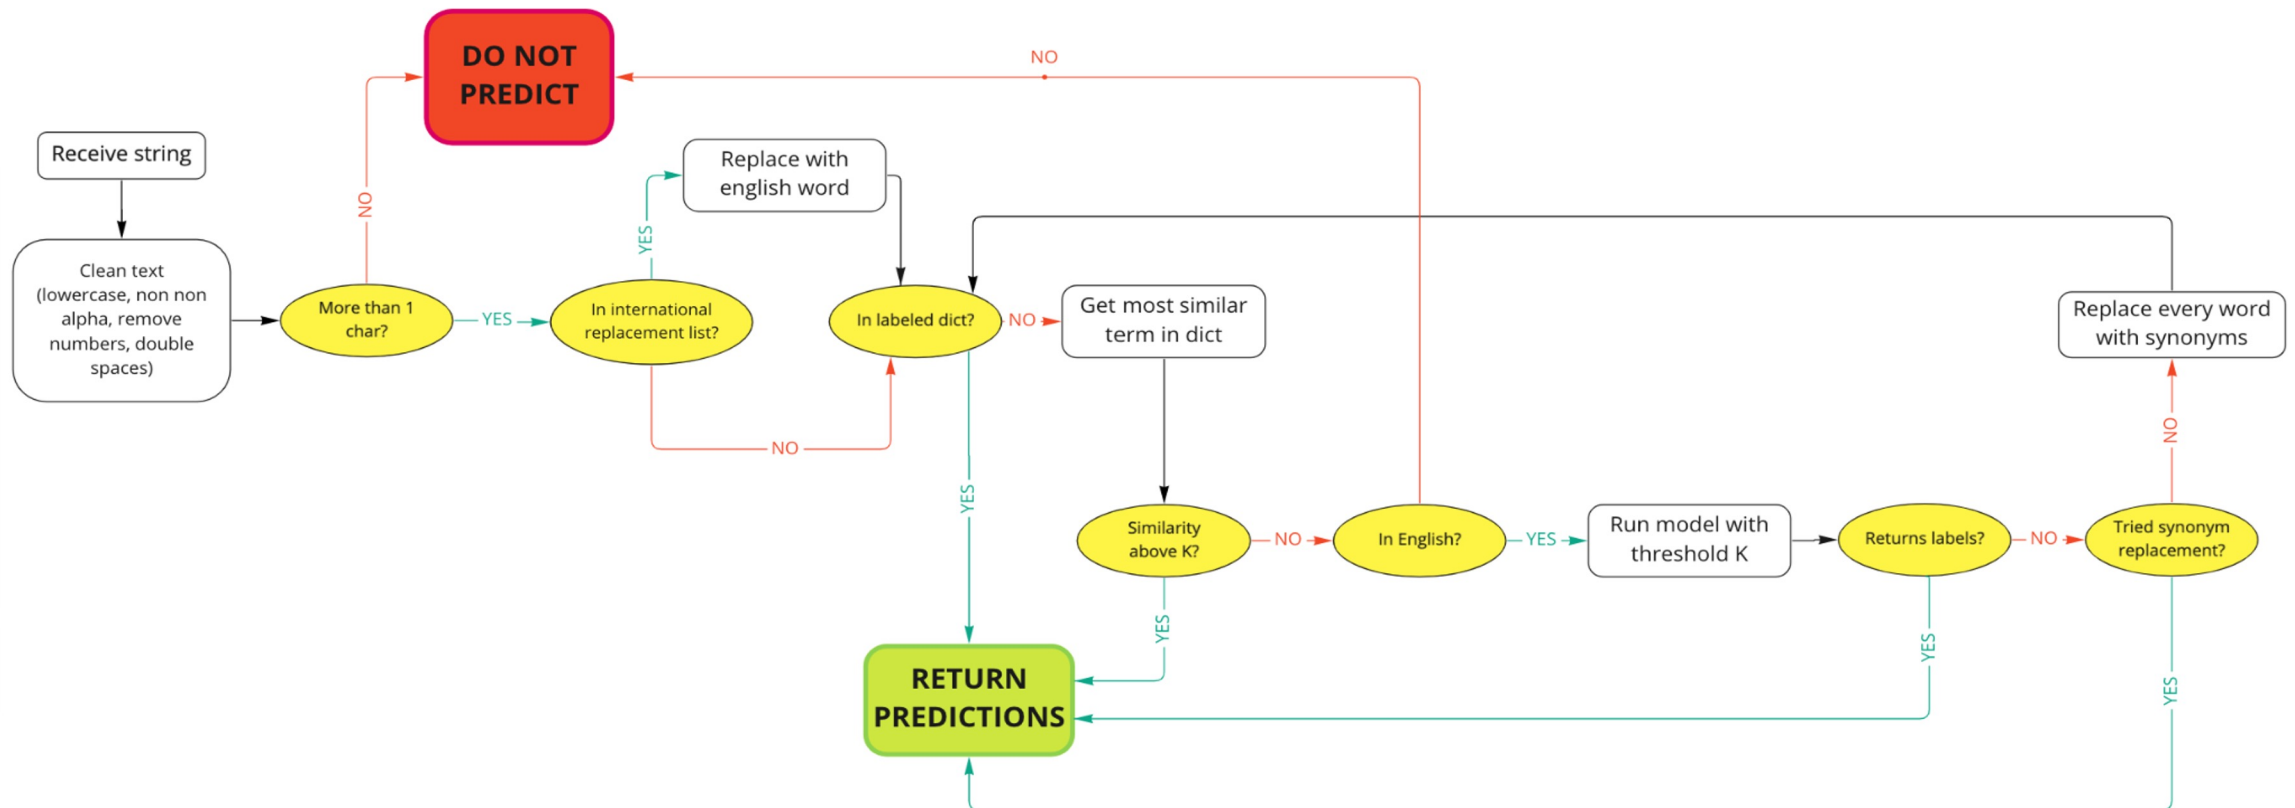 DO NOT
PREDICT
NO
Receive string
Replace with
english word
NO
YES
Clean text
(lowercase, non non
alpha, remove
numbers, double
spaces)
More than 1
char?
YES
In international
replacement list?
In labeled dict?
NO
Get most similar
term in dict
Replace every word
with synonyms
NO
NO
YES
Similarity
above K?
NO
In English?
YES
Run model with
threshold K
Returns labels?
NO
Tried synonym
replacement?
YES
YES
YES
RETURN
PREDICTIONS